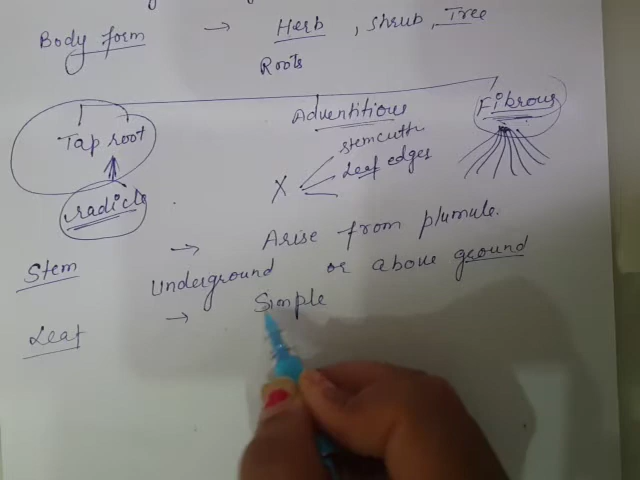 Body form → Herb, Shrub, Tree
Roots
Tap root Adventitious Fibrous
stemcutt
Leaf edges
radicle X
Stem → Arise from plumule.
Underground or above ground
Leaf → Simple